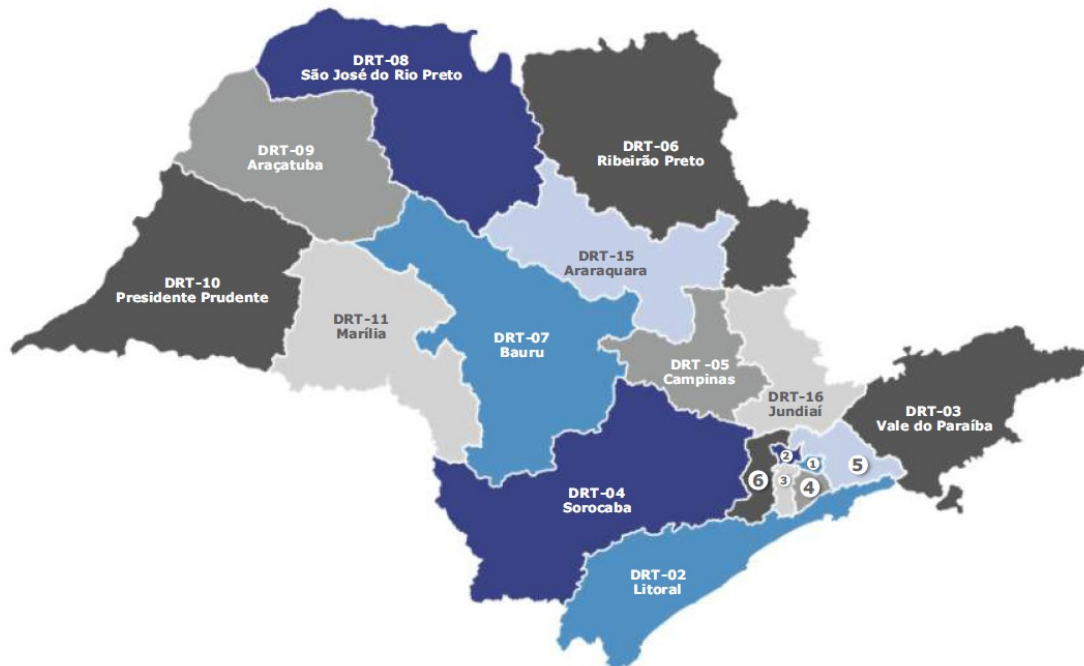 DRT-08
São José do Rio Preto
DRT-06
Ribeirão Preto
DRT-09
Araçatuba
DRT-15
Araraquara
DRT-10
Presidente Prudente
DRT-11
Marília
DRT-07
Bauru
DRT -05
Campinas
DRT-16
Jundiaí
DRT-03
Vale do Paraíba
2
1
5
6
3
4
DRT-04
Sorocaba
DRT-02
Litoral